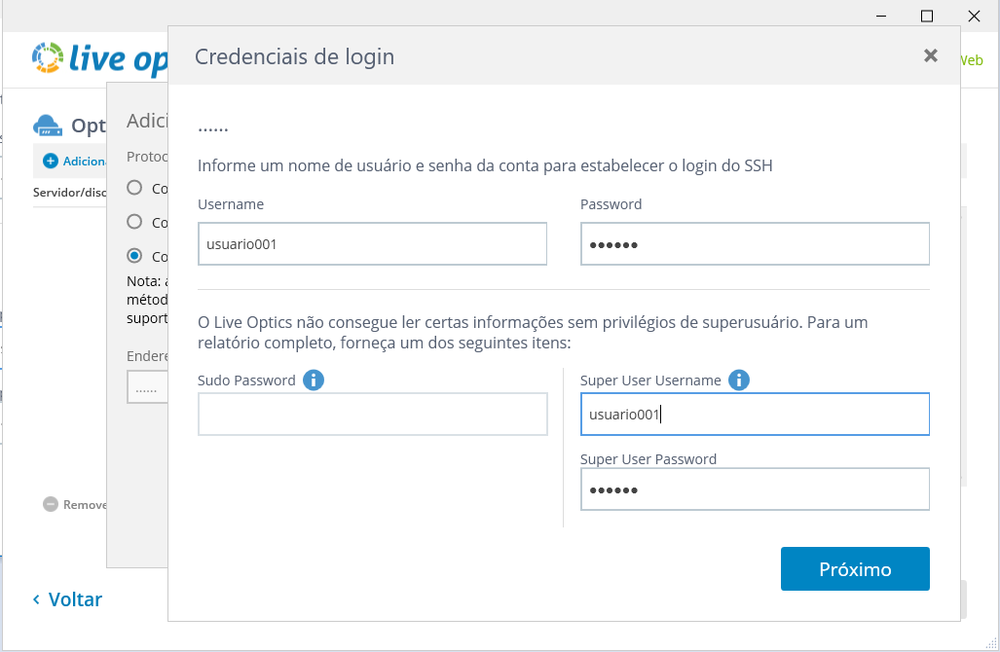 Credenciais de login
live op
Web
......
Opt
Adici
Informe um nome de usuário e senha da conta para estabelecer o login do SSH
Adiciona
Protoc
Servidor/disc
Co
Username
Password
Co
usuario001
••••••
Co
Nota: a
métod
suport
O Live Optics não consegue ler certas informações sem privilégios de superusuário. Para um
relatório completo, forneça um dos seguintes itens:
Endere
Sudo Password
Super User Username
......
usuario001
Super User Password
••••••
Remove
Próximo
Voltar